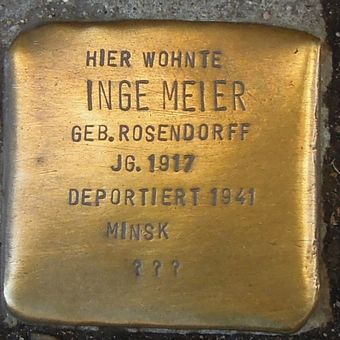 HIER WOHNTE
INGE MEIER
GEB. ROSENDORFF
JG. 1917
DEPORTIERT 1941
MINSK
???